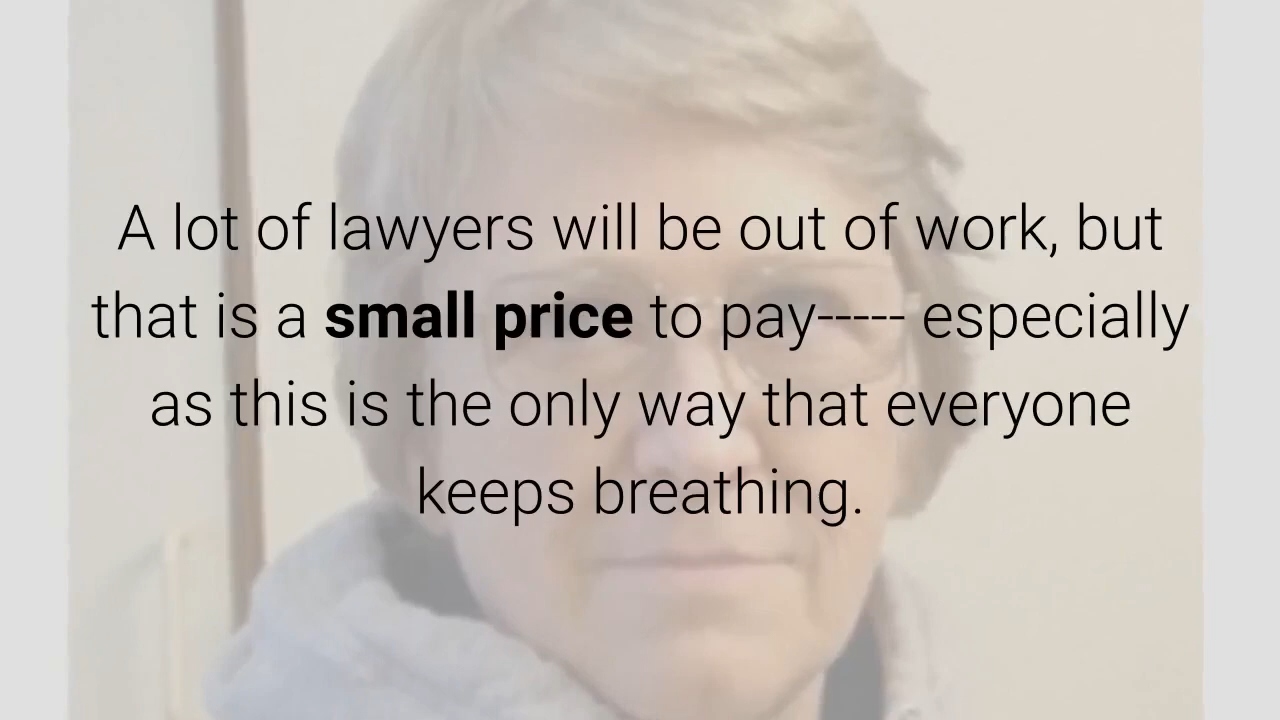 A lot of lawyers will be out of work, but
that is a small price to pay----- especially
as this is the only way that everyone
keeps breathing.